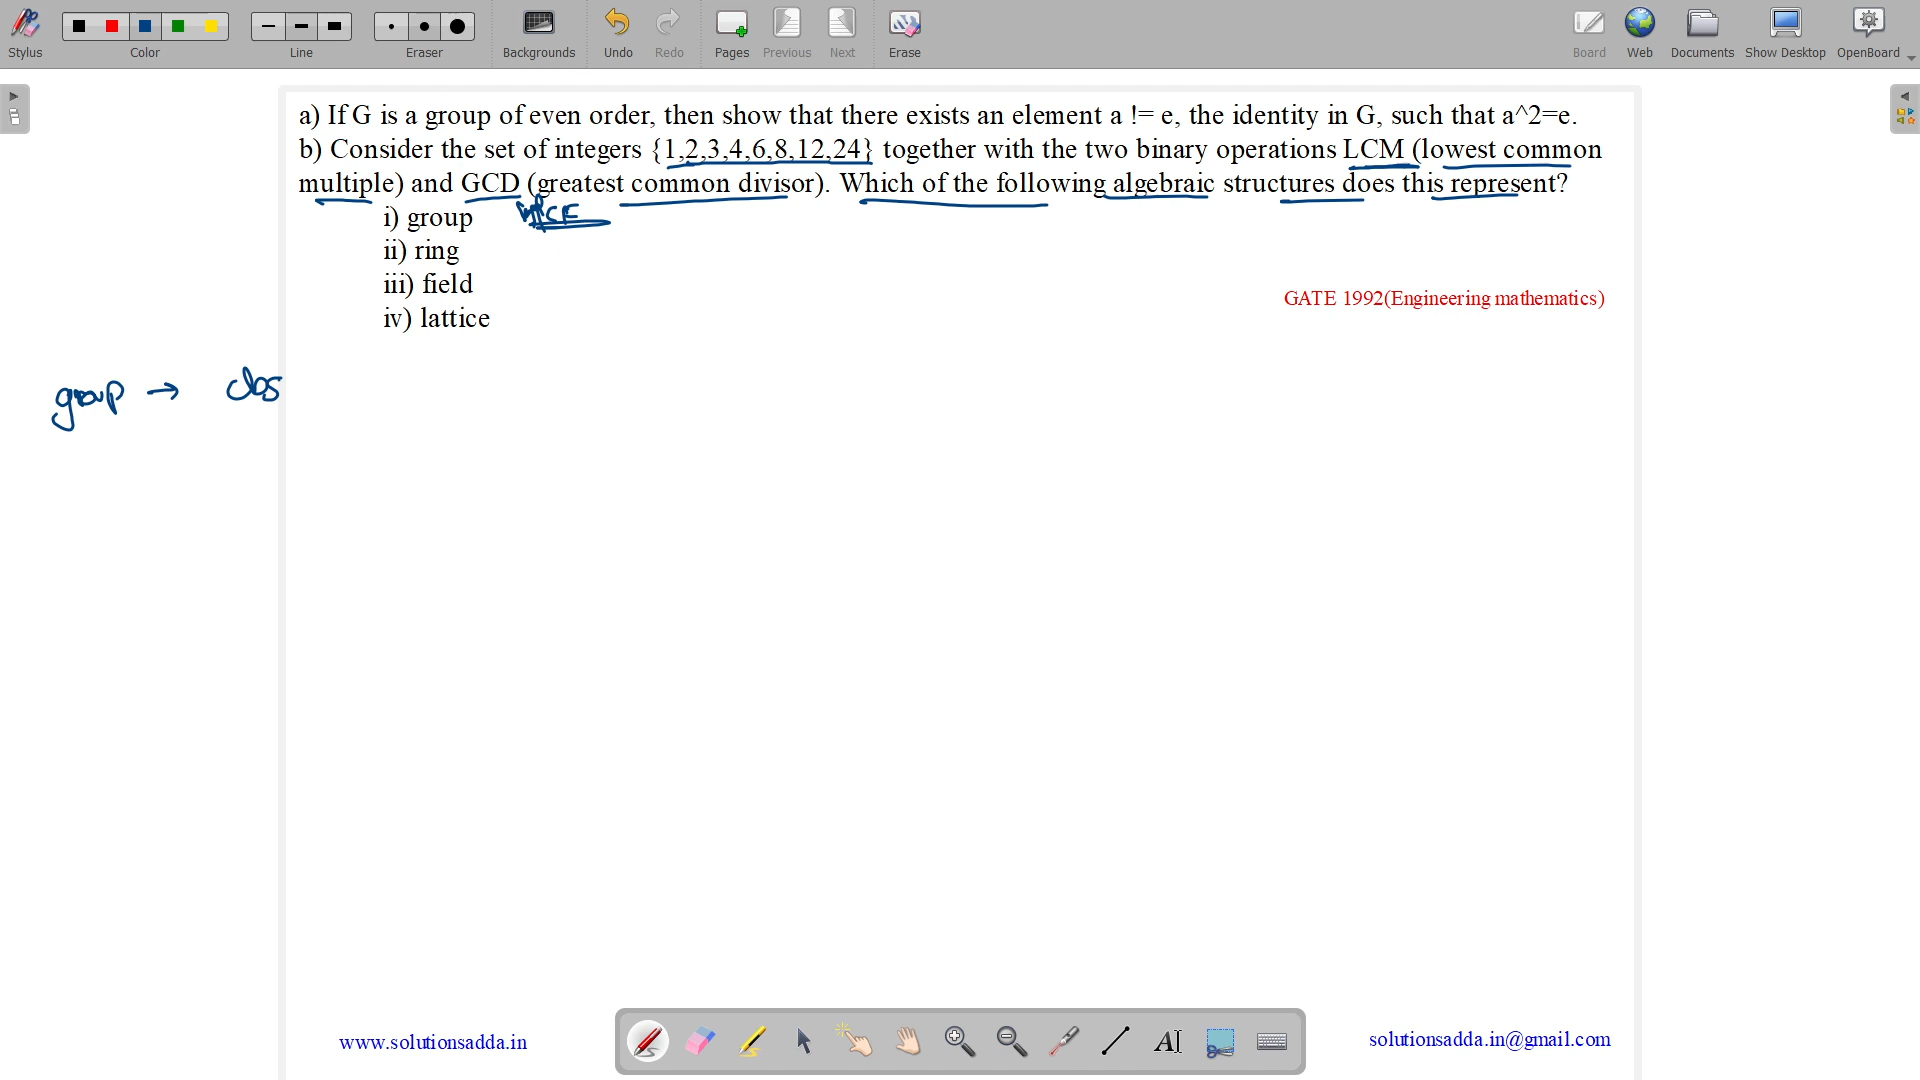 Stylus Color Line Eraser Backgrounds Undo Redo Pages Previous Next Erase Board Web Documents Show Desktop OpenBoard
a) If G is a group of even order, then show that there exists an element a != e, the identity in G, such that a^2=e.
b) Consider the set of integers {1,2,3,4,6,8,12,24} together with the two binary operations LCM (lowest common
multiple) and GCD (greatest common divisor). Which of the following algebraic structures does this represent?
i) group
ii) ring
iii) field
GATE 1992(Engineering mathematics)
iv) lattice
group → clos
www.solutionsadda.in
solutionsadda.in@gmail.com